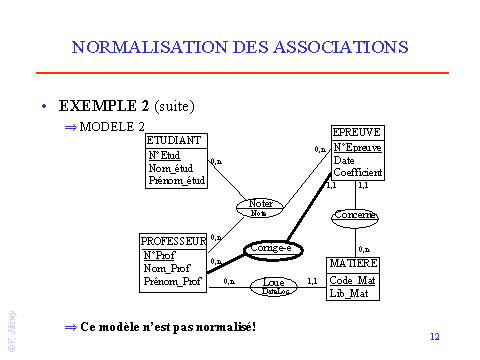 NORMALISATION DES ASSOCIATIONS
• EXEMPLE 2 (suite)
⇒ MODELE 2
EPREUVE
N°Epreuve
Date
Coefficient
ETUDIANT
N°Etud
Nom_étud
Prénom_étud
0,n
0,n
1,1
1,1
Noter
Note
Concerne
PROFESSEUR
N°Prof
Nom_Prof
Prénom_Prof
0,n
0,n
Corrige-e
0,n
MATIERE
Code_Mat
Lib_Mat
0,n
Loue
DateLoc
1,1
⇒ Ce modèle n'est pas normalisé!
12